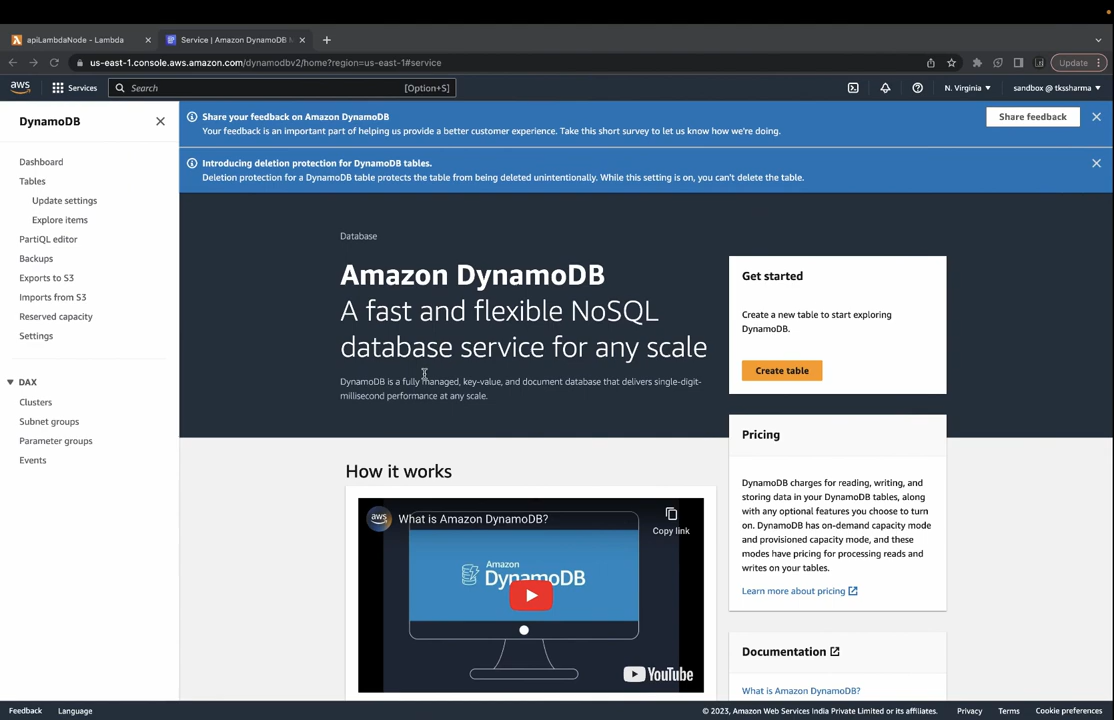 apiLambdaNode - Lambda
Service | Amazon DynamoDB
us-east-1.console.aws.amazon.com/dynamodbv2/home?region=us-east-1#service
Update
aws
Services
Search
[Option+S]
N. Virginia
sandbox @ tkssharma
DynamoDB
Dashboard
Tables
Update settings
Explore items
PartiQL editor
Backups
Exports to S3
Imports from S3
Reserved capacity
Settings
DAX
Clusters
Subnet groups
Parameter groups
Events
Share your feedback on Amazon DynamoDB
Your feedback is an important part of helping us provide a better customer experience. Take this short survey to let us know how we're doing.
Share feedback
Introducing deletion protection for DynamoDB tables.
Deletion protection for a DynamoDB table protects the table from being deleted unintentionally. While this setting is on, you can't delete the table.
Database
Amazon DynamoDB
A fast and flexible NoSQL
database service for any scale
DynamoDB is a fully managed, key-value, and document database that delivers single-digit-
millisecond performance at any scale.
Get started
Create a new table to start exploring
DynamoDB.
Create table
Pricing
DynamoDB charges for reading, writing, and
storing data in your DynamoDB tables, along
with any optional features you choose to turn
on. DynamoDB has on-demand capacity mode
and provisioned capacity mode, and these
modes have pricing for processing reads and
writes on your tables.
Learn more about pricing
Documentation
What is Amazon DynamoDB?
How it works
aws
What is Amazon DynamoDB?
Copy link
Amazon
DynamoDB
YouTube
Feedback
Language
© 2023, Amazon Web Services India Private Limited or its affiliates.
Privacy
Terms
Cookie preferences